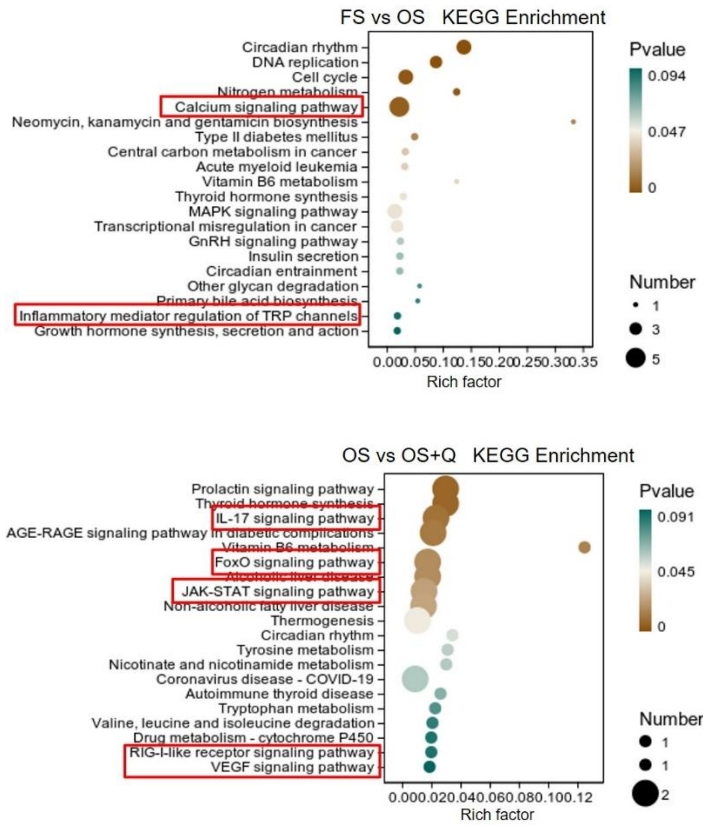 FS vs OS   KEGG Enrichment
Circadian rhythm
DNA replication
Cell cycle
Nitrogen metabolism
Calcium signaling pathway
Neomycin, kanamycin and gentamicin biosynthesis
Type II diabetes mellitus
Central carbon metabolism in cancer
Acute myeloid leukemia
Vitamin B6 metabolism
Thyroid hormone synthesis
MAPK signaling pathway
Transcriptional misregulation in cancer
GnRH signaling pathway
Insulin secretion
Circadian entrainment
Other glycan degradation
Primary bile acid biosynthesis
Inflammatory mediator regulation of TRP channels
Growth hormone synthesis, secretion and action
0.00 0.05 0.10 0.15 0.20 0.25 0.30 0.35
Rich factor
Pvalue
0.094
0.047
0
Number
1
3
5
OS vs OS+Q   KEGG Enrichment
Prolactin signaling pathway
Thyroid hormone synthesis
IL-17 signaling pathway
AGE-RAGE signaling pathway in diabetic complications
Vitamin B6 metabolism
FoxO signaling pathway
Alcoholic liver disease
JAK-STAT signaling pathway
Non-alcoholic fatty liver disease
Thermogenesis
Circadian rhythm
Tyrosine metabolism
Nicotinate and nicotinamide metabolism
Coronavirus disease - COVID-19
Autoimmune thyroid disease
Tryptophan metabolism
Valine, leucine and isoleucine degradation
Drug metabolism - cytochrome P450
RIG-I-like receptor signaling pathway
VEGF signaling pathway
0.00 0.02 0.04 0.06 0.08 0.10 0.12
Rich factor
Pvalue
0.091
0.045
0
Number
1
1
2